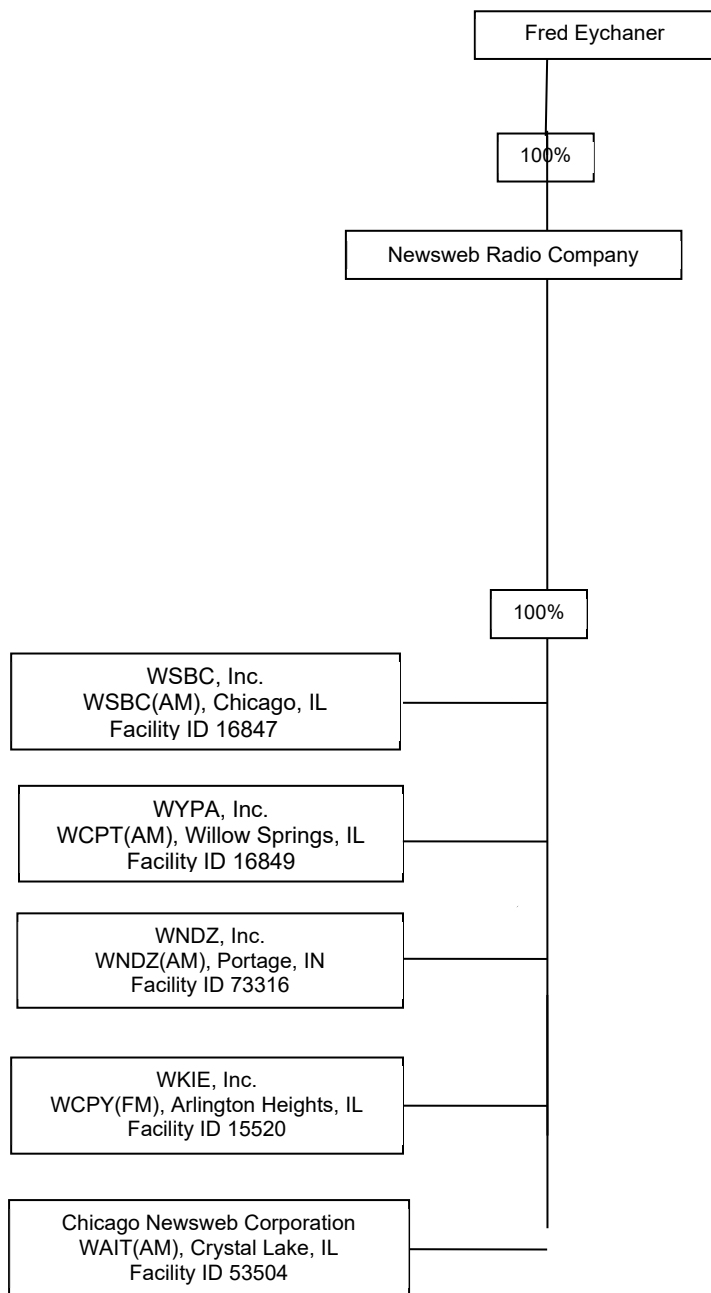 Fred Eychaner
100%
Newsweb Radio Company
100%
WSBC, Inc.
WSBC(AM), Chicago, IL
Facility ID 16847
WYPA, Inc.
WCPT(AM), Willow Springs, IL
Facility ID 16849
WNDZ, Inc.
WNDZ(AM), Portage, IN
Facility ID 73316
WKIE, Inc.
WCPY(FM), Arlington Heights, IL
Facility ID 15520
Chicago Newsweb Corporation
WAIT(AM), Crystal Lake, IL
Facility ID 53504